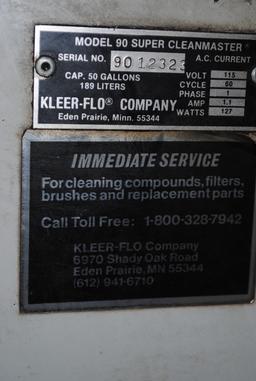 MODEL 90 SUPER CLEANMASTER®
SERIAL NO. 9012323 A.C. CURRENT
CAP. 50 GALLONS VOLT 115
189 LITERS CYCLE 60
PHASE 1
KLEER-FLO® COMPANY AMP 1.1
Eden Prairie, Minn. 55344 WATTS 127
IMMEDIATE SERVICE
For cleaning compounds, filters,
brushes and replacement parts
Call Toll Free: 1-800-328-7942
KLEER-FLO Company
6970 Shady Oak Road
Eden Prairie, MN 55344
(612) 941-6710